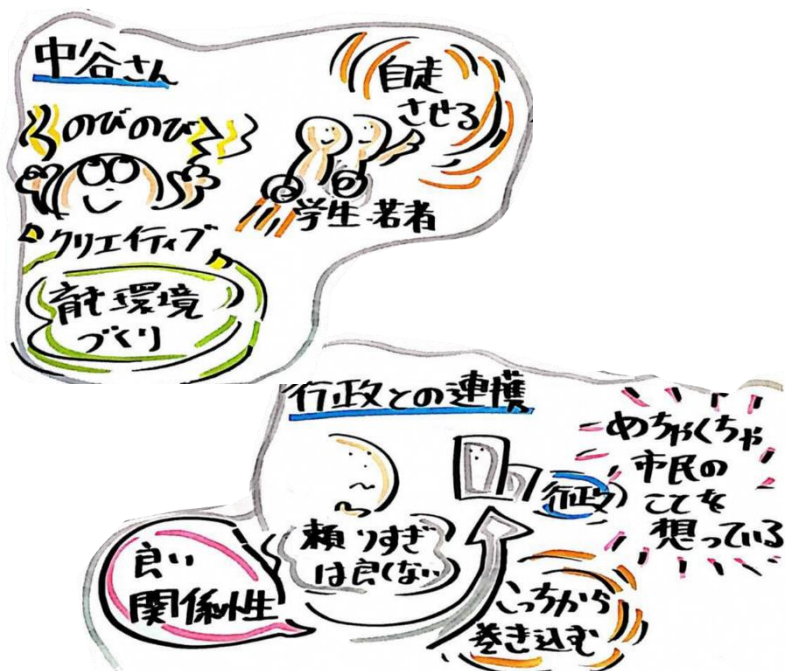 中谷さん
のびのび
クリエイティブ
育む環境
づくり
自走
させる
学生・若者
行政との連携
頼りすぎ
は良くない
良い
関係性
行政
こっちから
巻き込む
めちゃくちゃ
市民の
ことを
想っている